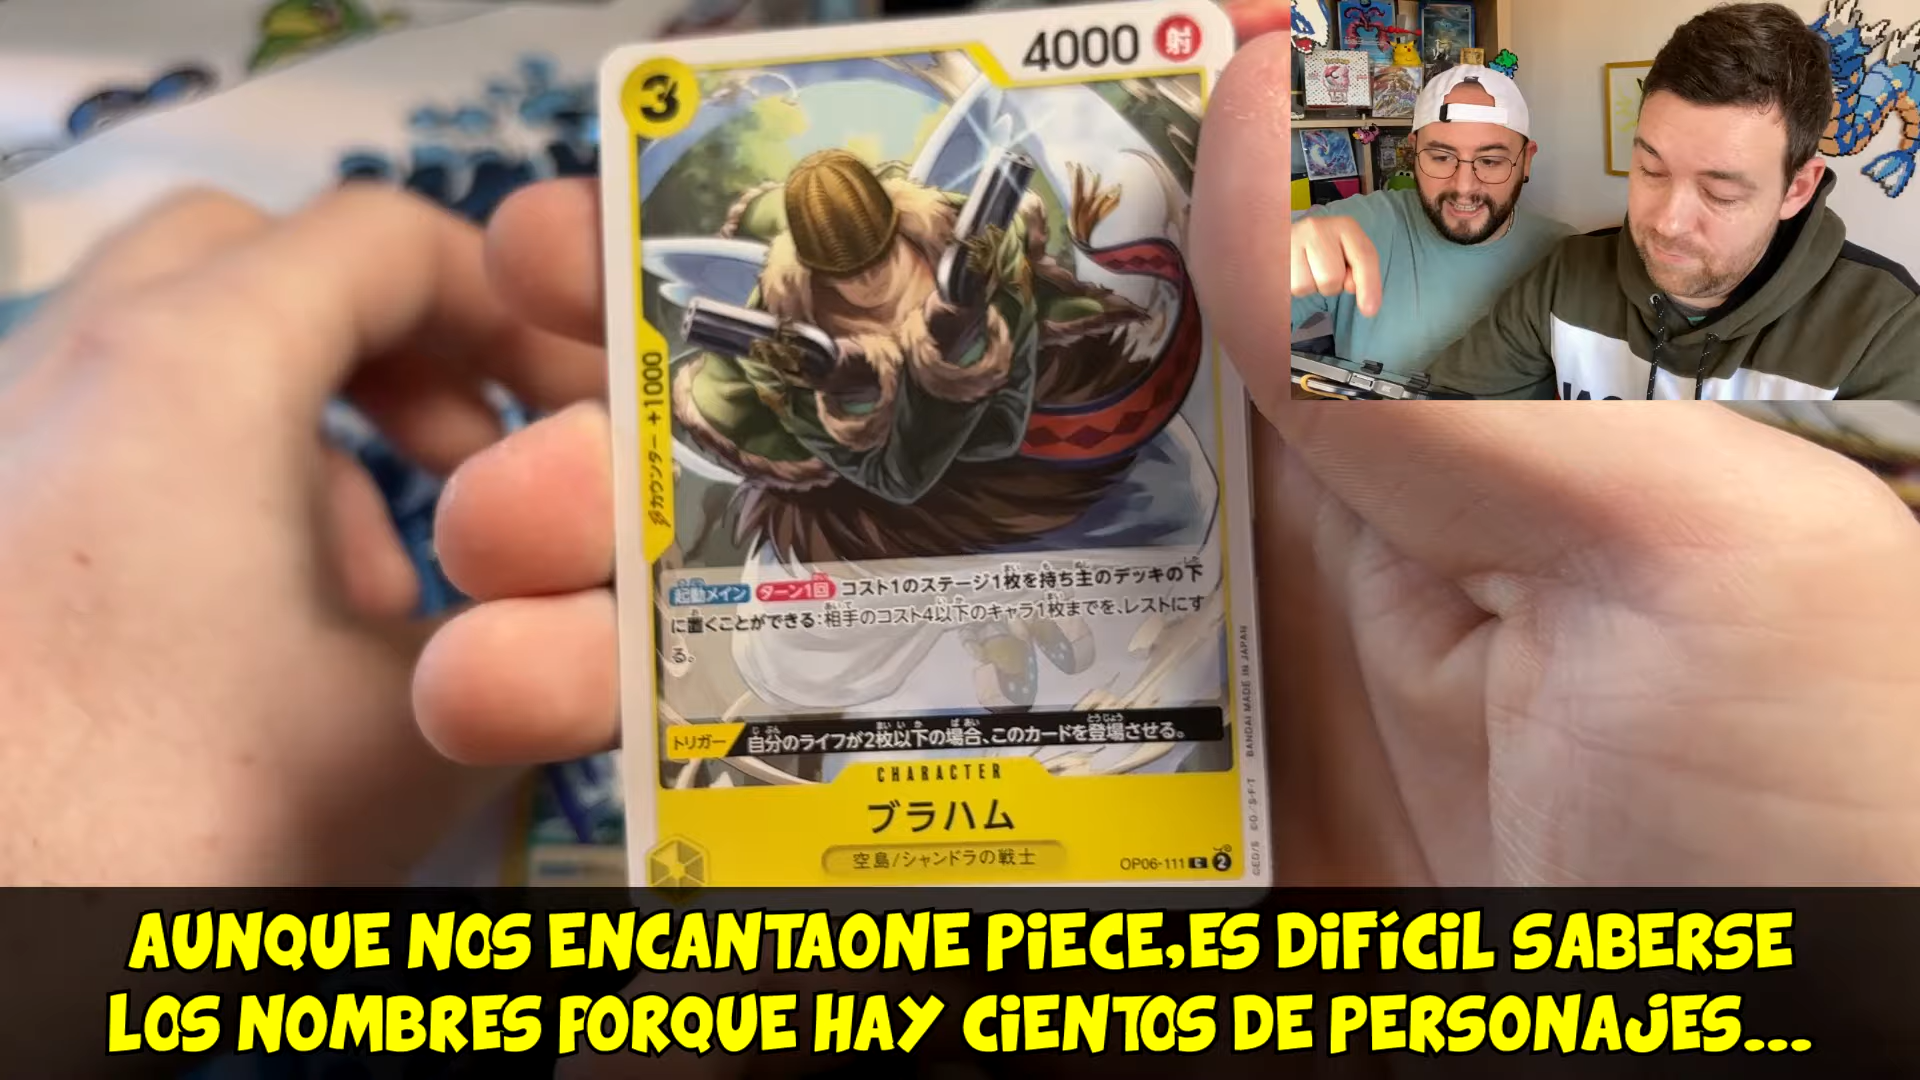 3
4000
射
カウンター +1000
起動メイン ターン1回 コスト1のステージ1枚を持ち主のデッキの下
に置くことができる:相手のコスト4以下のキャラ1枚までを、レストにす
る。
トリガー 自分のライフが2枚以下の場合、このカードを登場させる。
CHARACTER
ブラハム
空島/シャンドラの戦士
OP06-111 C 2
BANDAI MADE IN JAPAN
151
AUNQUE NOS ENCANTAONE PIECE,ES DIFÍCIL SABERSE
LOS NOMBRES PORQUE HAY CIENTOS DE PERSONAJES...